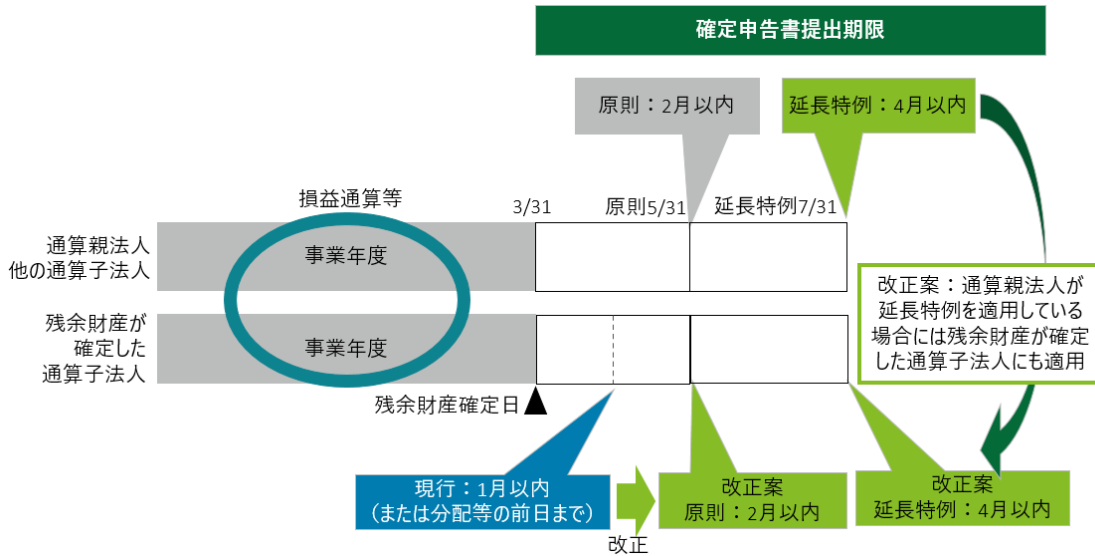 確定申告書提出期限
原則：2月以内
延長特例：4月以内
損益通算等
3/31
原則5/31
延長特例7/31
通算親法人
他の通算子法人
事業年度
残余財産が
確定した
通算子法人
事業年度
改正案：通算親法人が
延長特例を適用している
場合には残余財産が確定
した通算子法人にも適用
残余財産確定日
現行：1月以内
（または分配等の前日まで）
改正
改正案
原則：2月以内
改正案
延長特例：4月以内